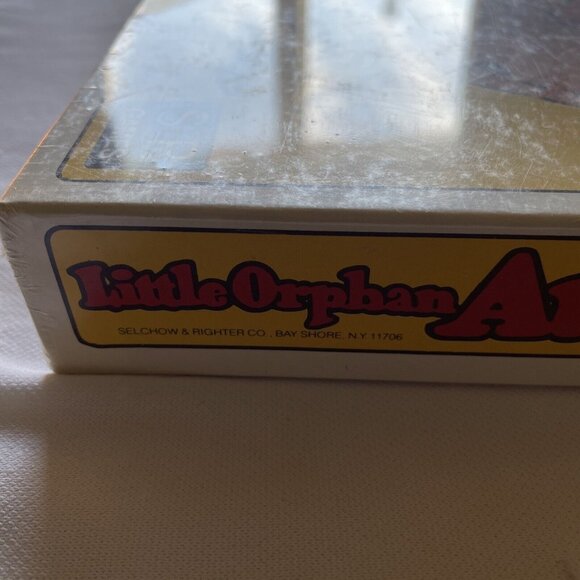 Little Orphan
SELCHOW & RIGHTER CO., BAY SHORE, N.Y. 11706